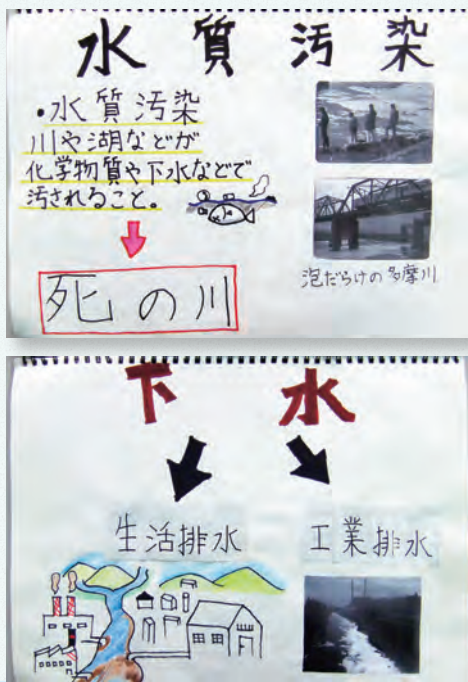 水質汚染
・水質汚染
川や湖などが
化学物質や下水などで
汚されること。
死の川
泡だらけの多摩川
下水
生活排水
工業排水